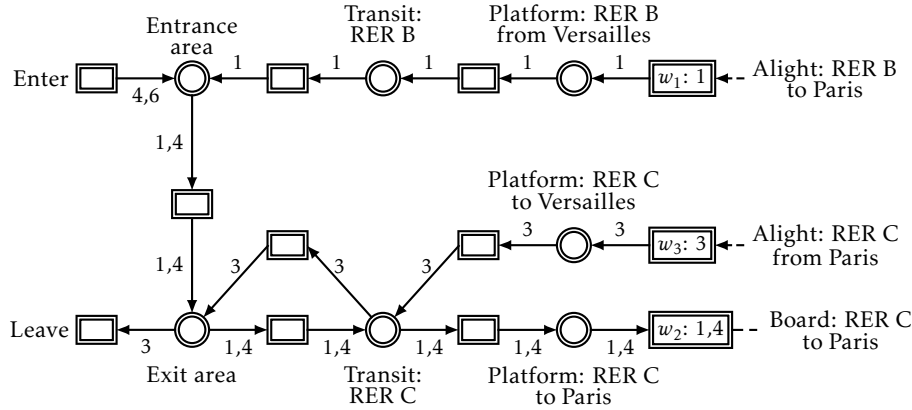 Entrance
area
Transit:
RER B
Platform: RER B
from Versailles
Enter
4,6
1
1
1
1
1
w1: 1
Alight: RER B
to Paris
1,4
Platform: RER C
to Versailles
1,4
3
3
3
3
3
w3: 3
Alight: RER C
from Paris
Leave
3
1,4
1,4
1,4
1,4
1,4
w2: 1,4
Board: RER C
to Paris
Exit area
Transit:
RER C
Platform: RER C
to Paris